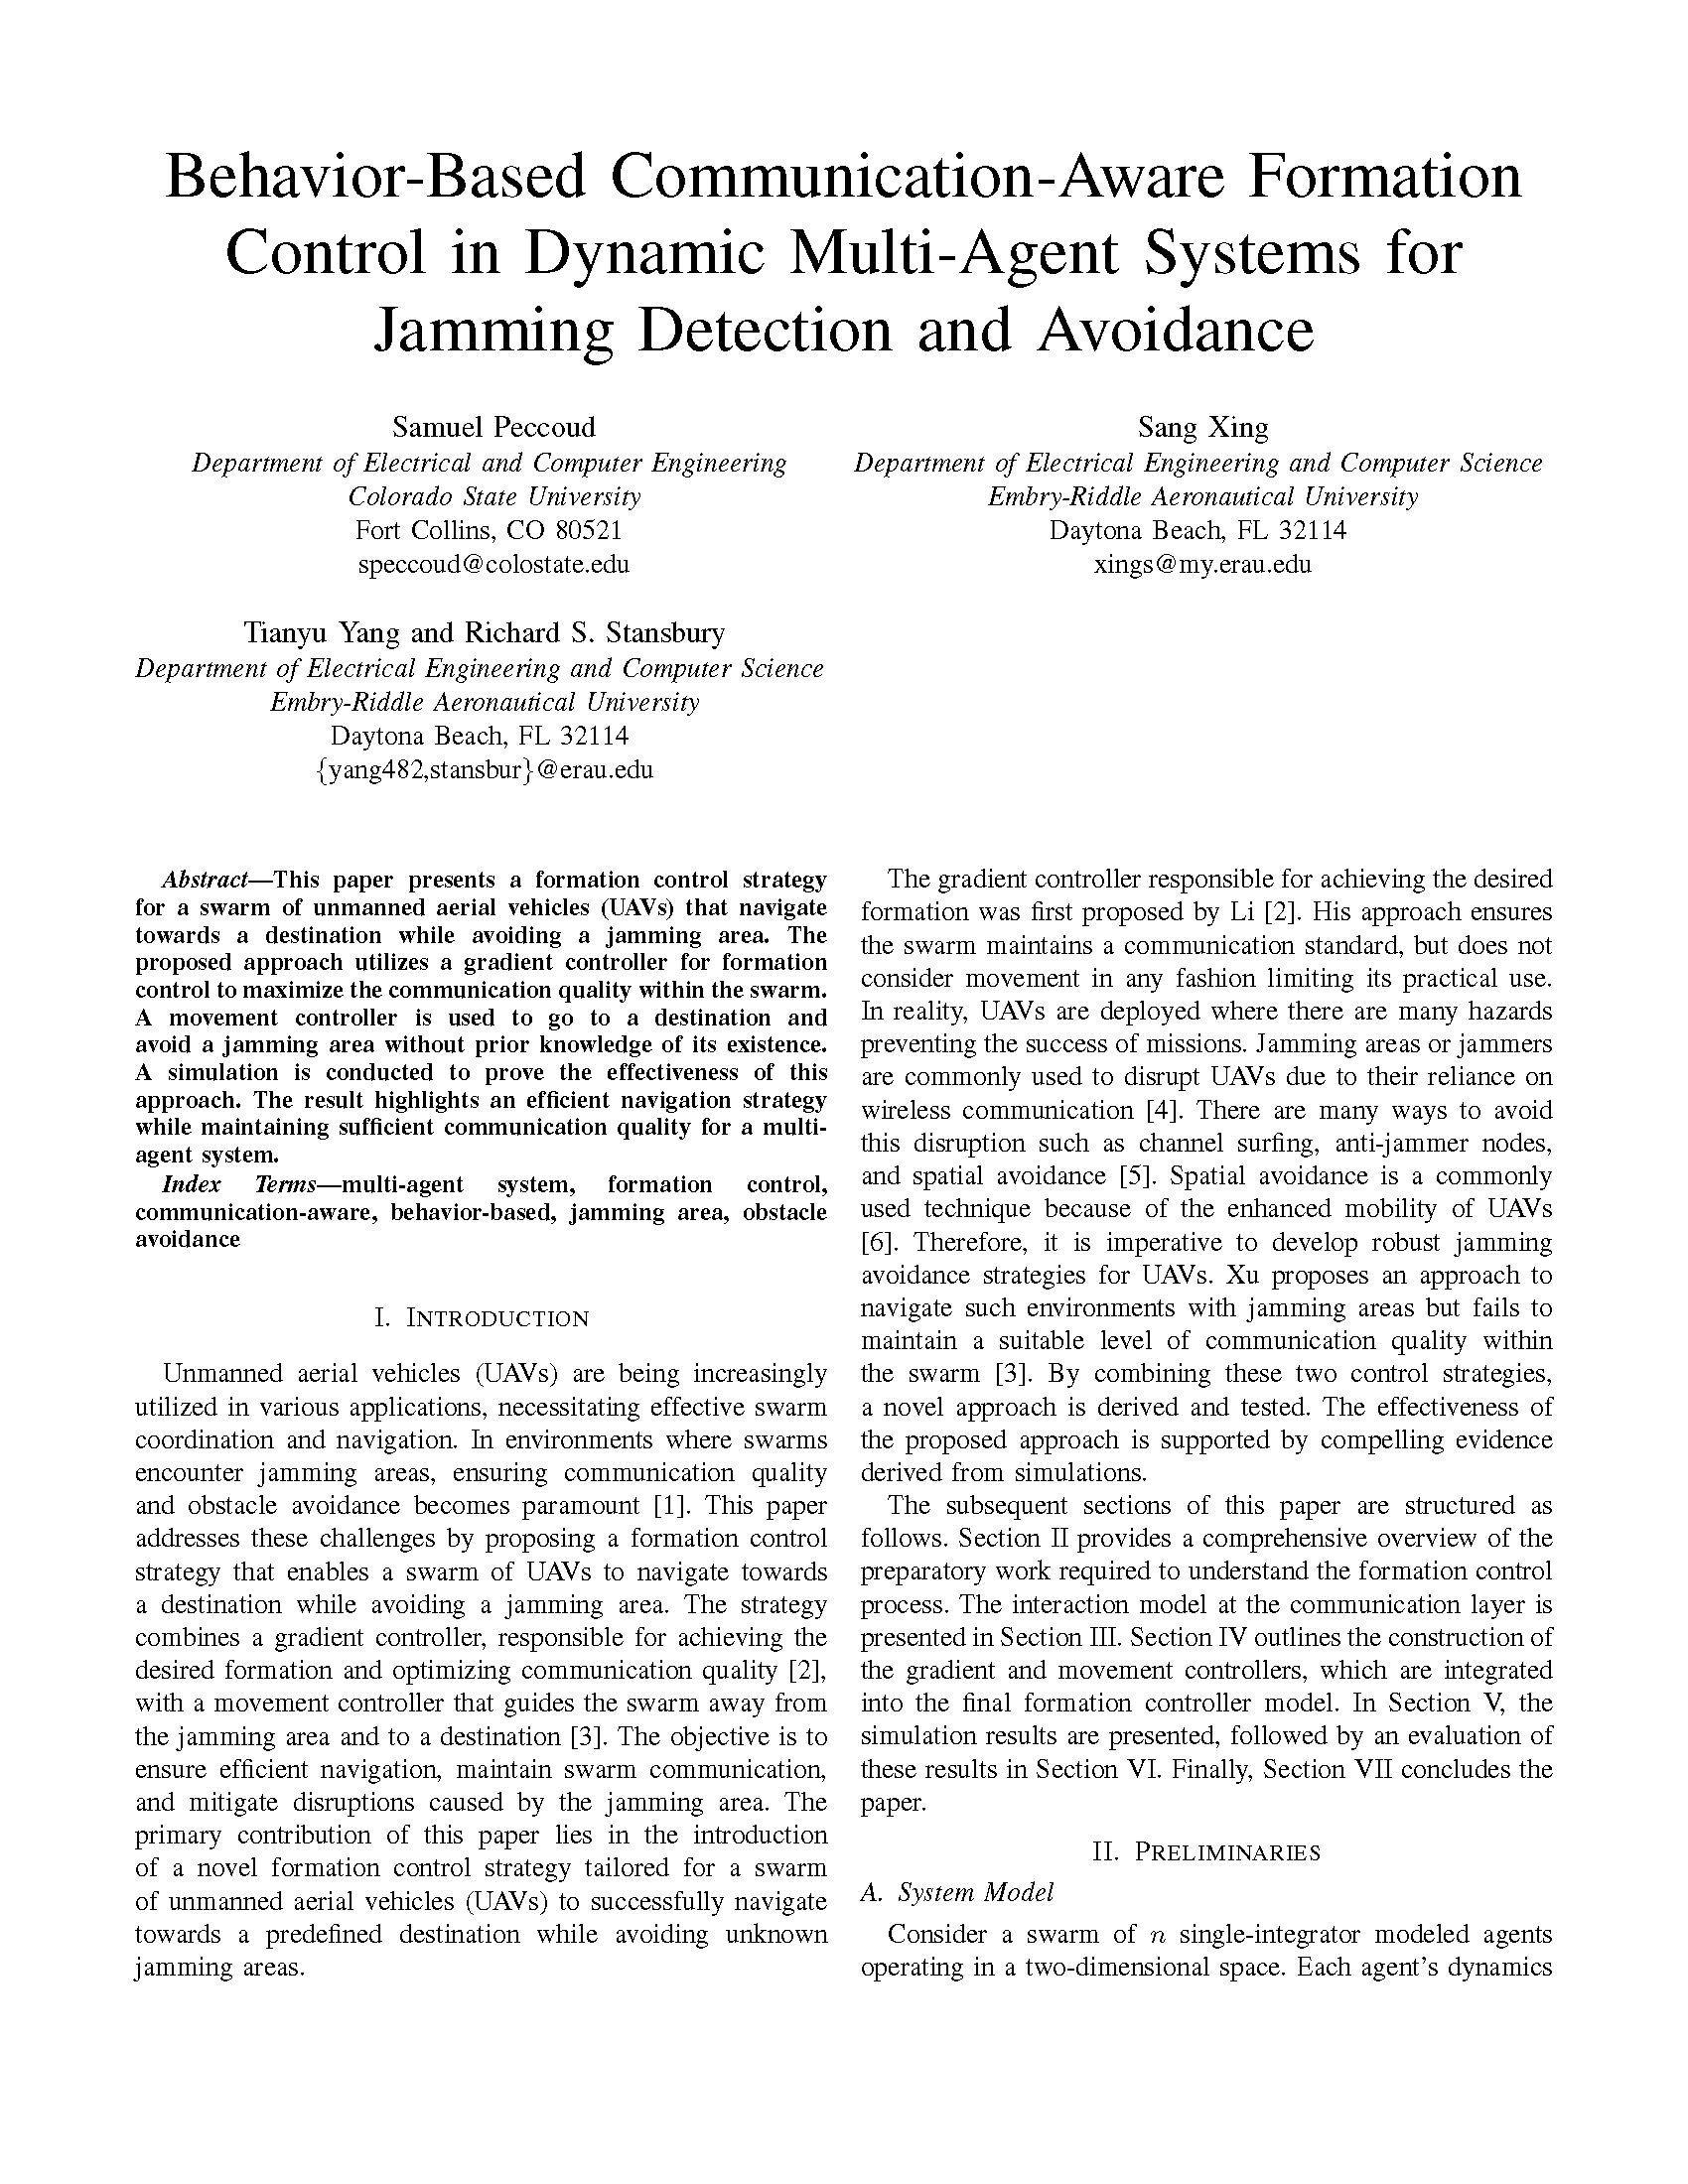 Behavior-Based Communication-Aware Formation
Control in Dynamic Multi-Agent Systems for
Jamming Detection and Avoidance
Samuel Peccoud
Department of Electrical and Computer Engineering
Colorado State University
Fort Collins, CO 80521
speccoud@colostate.edu
Sang Xing
Department of Electrical Engineering and Computer Science
Embry-Riddle Aeronautical University
Daytona Beach, FL 32114
xings@my.erau.edu
Tianyu Yang and Richard S. Stansbury
Department of Electrical Engineering and Computer Science
Embry-Riddle Aeronautical University
Daytona Beach, FL 32114
{yang482,stansbur}@erau.edu
Abstract—This paper presents a formation control strategy
for a swarm of unmanned aerial vehicles (UAVs) that navigate
towards a destination while avoiding a jamming area. The
proposed approach utilizes a gradient controller for formation
control to maximize the communication quality within the swarm.
A movement controller is used to go to a destination and
avoid a jamming area without prior knowledge of its existence.
A simulation is conducted to prove the effectiveness of this
approach. The result highlights an efficient navigation strategy
while maintaining sufficient communication quality for a multi-
agent system.
Index Terms—multi-agent system, formation control,
communication-aware, behavior-based, jamming area, obstacle
avoidance
I. INTRODUCTION
Unmanned aerial vehicles (UAVs) are being increasingly
utilized in various applications, necessitating effective swarm
coordination and navigation. In environments where swarms
encounter jamming areas, ensuring communication quality
and obstacle avoidance becomes paramount [1]. This paper
addresses these challenges by proposing a formation control
strategy that enables a swarm of UAVs to navigate towards
a destination while avoiding a jamming area. The strategy
combines a gradient controller, responsible for achieving the
desired formation and optimizing communication quality [2],
with a movement controller that guides the swarm away from
the jamming area and to a destination [3]. The objective is to
ensure efficient navigation, maintain swarm communication,
and mitigate disruptions caused by the jamming area. The
primary contribution of this paper lies in the introduction
of a novel formation control strategy tailored for a swarm
of unmanned aerial vehicles (UAVs) to successfully navigate
towards a predefined destination while avoiding unknown
jamming areas.
The gradient controller responsible for achieving the desired
formation was first proposed by Li [2]. His approach ensures
the swarm maintains a communication standard, but does not
consider movement in any fashion limiting its practical use.
In reality, UAVs are deployed where there are many hazards
preventing the success of missions. Jamming areas or jammers
are commonly used to disrupt UAVs due to their reliance on
wireless communication [4]. There are many ways to avoid
this disruption such as channel surfing, anti-jammer nodes,
and spatial avoidance [5]. Spatial avoidance is a commonly
used technique because of the enhanced mobility of UAVs
[6]. Therefore, it is imperative to develop robust jamming
avoidance strategies for UAVs. Xu proposes an approach to
navigate such environments with jamming areas but fails to
maintain a suitable level of communication quality within
the swarm [3]. By combining these two control strategies,
a novel approach is derived and tested. The effectiveness of
the proposed approach is supported by compelling evidence
derived from simulations.
The subsequent sections of this paper are structured as
follows. Section II provides a comprehensive overview of the
preparatory work required to understand the formation control
process. The interaction model at the communication layer is
presented in Section III. Section IV outlines the construction of
the gradient and movement controllers, which are integrated
into the final formation controller model. In Section V, the
simulation results are presented, followed by an evaluation of
these results in Section VI. Finally, Section VII concludes the
paper.
II. PRELIMINARIES
A. System Model
Consider a swarm of n single-integrator modeled agents
operating in a two-dimensional space. Each agent's dynamics